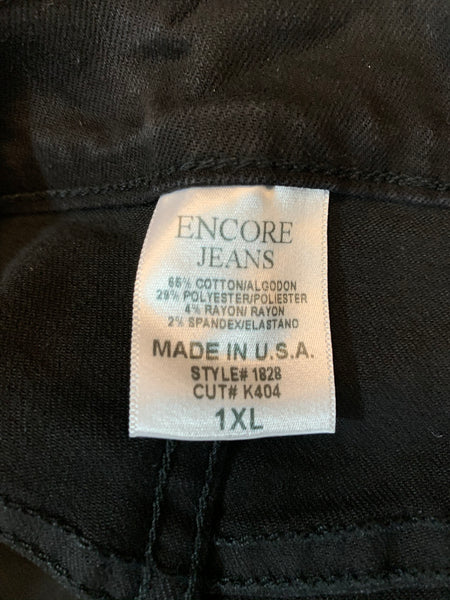 ENCORE
JEANS
65% COTTON/ALGODON
29% POLYESTER/POLIESTER
4% RAYON/ RAYON
2% SPANDEX/ELASTANO
MADE IN U.S.A.
STYLE# 1828
CUT# K404
1XL